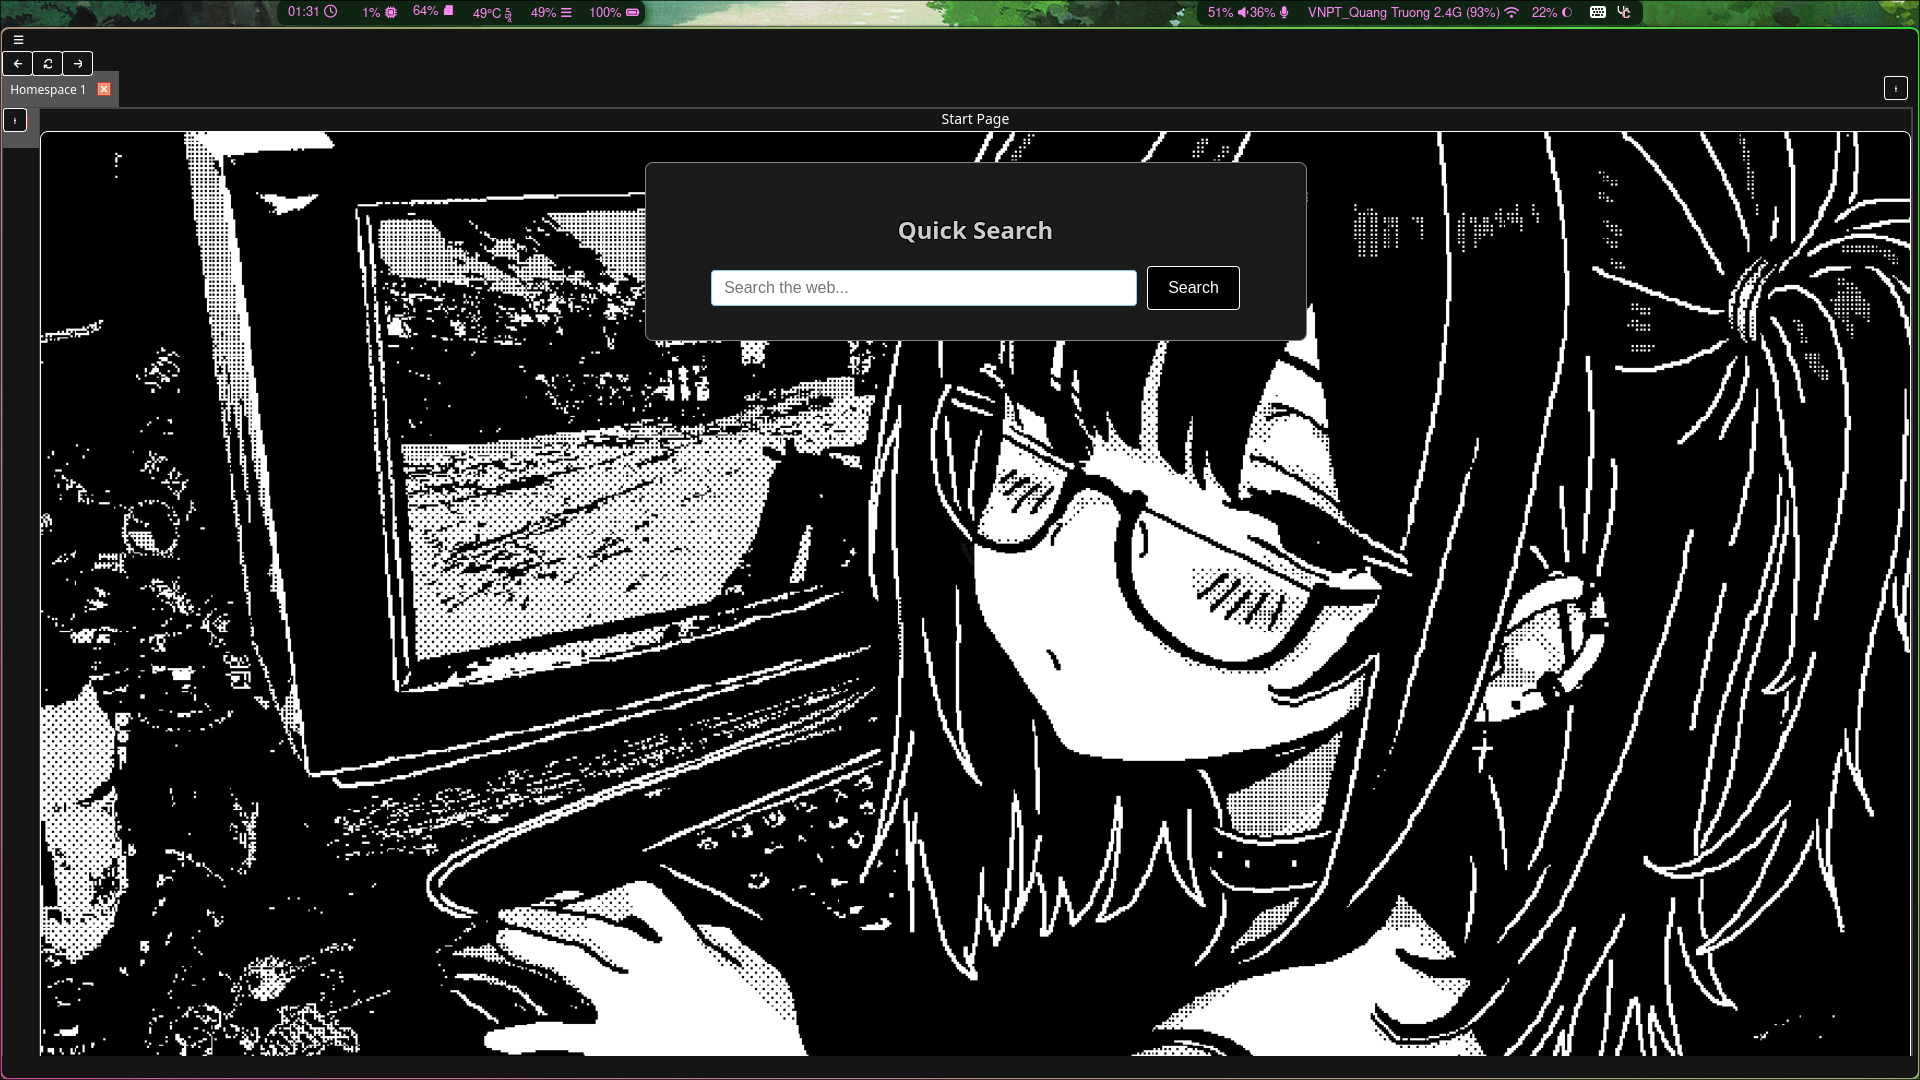 01:31 1% 64% 49°C 49% 100% 51% 36% VNPT_Quang Truong 2.4G (93%) 22%
Homespace 1
Start Page
Quick Search
Search the web... Search